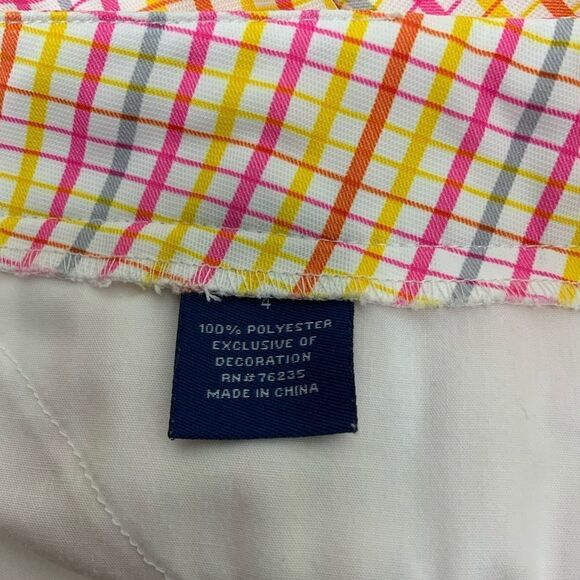 4
100% POLYESTER
EXCLUSIVE OF
DECORATION
RN# 76235
MADE IN CHINA